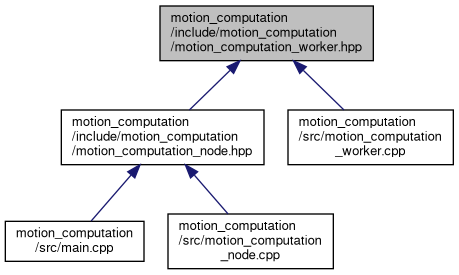 motion_computation
/include/motion_computation
/motion_computation_worker.hpp
motion_computation
/include/motion_computation
/motion_computation_node.hpp
motion_computation
/src/motion_computation
_worker.cpp
motion_computation
/src/main.cpp
motion_computation
/src/motion_computation
_node.cpp